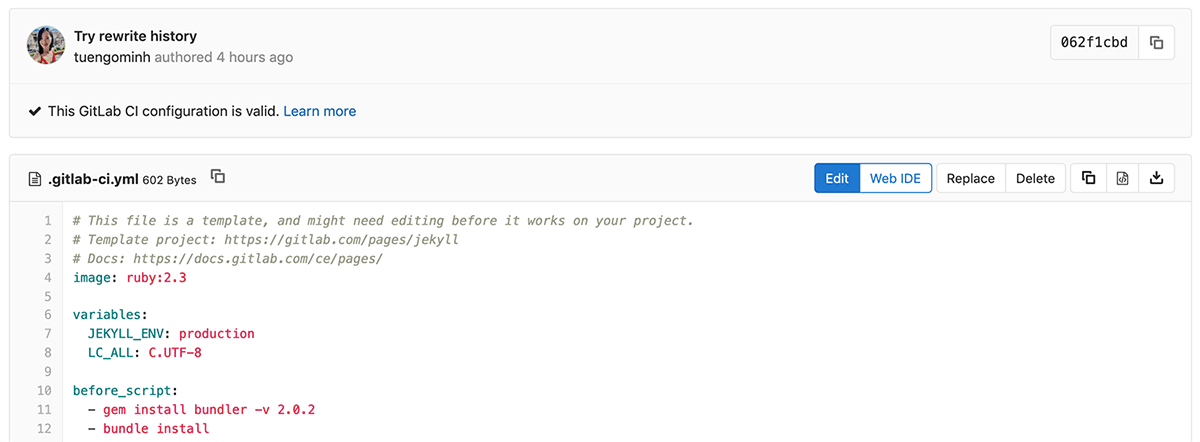 Try rewrite history
tuengominh authored 4 hours ago
062f1cbd
This GitLab CI configuration is valid. Learn more
.gitlab-ci.yml 602 Bytes
Edit Web IDE Replace Delete
1 # This file is a template, and might need editing before it works on your project.
2 # Template project: https://gitlab.com/pages/jekyll
3 # Docs: https://docs.gitlab.com/ce/pages/
4 image: ruby:2.3
5
6 variables:
7   JEKYLL_ENV: production
8   LC_ALL: C.UTF-8
9
10 before_script:
11   - gem install bundler -v 2.0.2
12   - bundle install